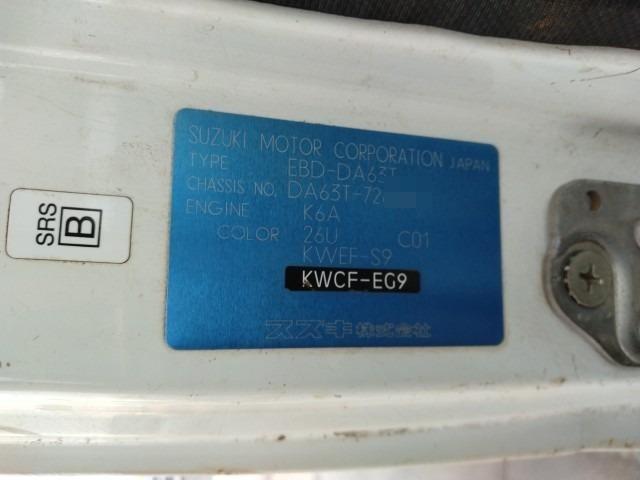 SUZUKI MOTOR CORPORATION JAPAN
TYPE EBD-DA63T
CHASSIS NO. DA63T-72
ENGINE K6A
COLOR 26U C01
KWEF-S9
KWCF-EG9
スズキ株式会社
SRS
B